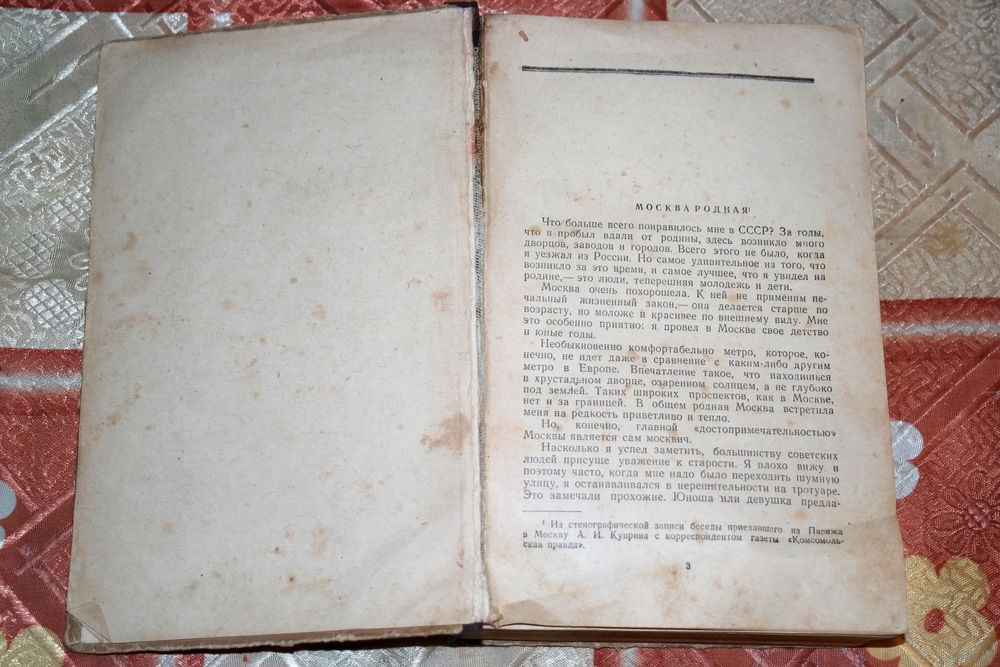 МОСКВА РОДНАЯ¹
Что больше всего понравилось мне в СССР? За годы,
что я пробыл вдали от родины, здесь возникло много
дворцов, заводов и городов. Всего этого не было, когда
я уезжал из России. Но самое удивительное из того, что
возникло за это время, и самое лучшее, что я увидел на
родине,— это люди, теперешняя молодежь и дети.
Москва очень похорошела. К ней не применим пе-
чальный жизненный закон,— она делается старше по
возрасту, но моложе и красивее по внешнему виду. Мне
это особенно приятно: я провел в Москве свое детство
и юные годы.
Необыкновенно комфортабельно метро, которое, ко-
нечно, не идет даже в сравнение с каким-либо другим
метро в Европе. Впечатление такое, что находишься
в хрустальном дворце, озаренном солнцем, а не глубоко
под землей. Таких широких проспектов, как в Москве,
нет и за границей. В общем родная Москва встретила
меня на редкость приветливо и тепло.
Но, конечно, главной «достопримечательностью»
Москвы является сам москвич.
Насколько я успел заметить, большинству советских
людей присуще уважение к старости. Я плохо вижу, и
поэтому часто, когда мне надо было переходить шумную
улицу, я останавливался в нерешительности на тротуаре.
Это замечали прохожие. Юноша или девушка предла-
¹ Из стенографической записи беседы приехавшего из Парижа
в Москву А. И. Куприна с корреспондентом газеты «Комсомоль-
ская правда».
3